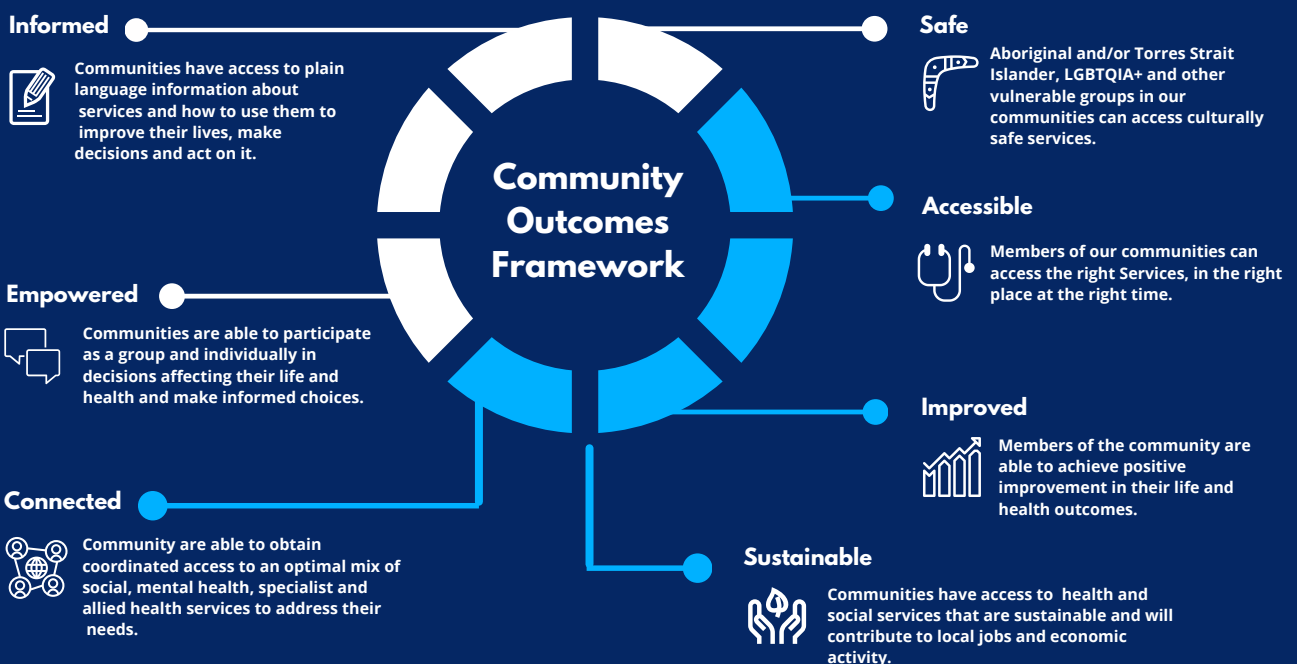 Informed
Communities have access to plain
language information about
services and how to use them to
improve their lives, make
decisions and act on it.
Empowered
Communities are able to participate
as a group and individually in
decisions affecting their life and
health and make informed choices.
Connected
Community are able to obtain
coordinated access to an optimal mix of
social, mental health, specialist and
allied health services to address their
needs.
Community
Outcomes
Framework
Safe
Aboriginal and/or Torres Strait
Islander, LGBTQIA+ and other
vulnerable groups in our
communities can access culturally
safe services.
Accessible
Members of our communities can
access the right Services, in the right
place at the right time.
Improved
Members of the community are
able to achieve positive
improvement in their life and
health outcomes.
Sustainable
Communities have access to health and
social services that are sustainable and will
contribute to local jobs and economic
activity.